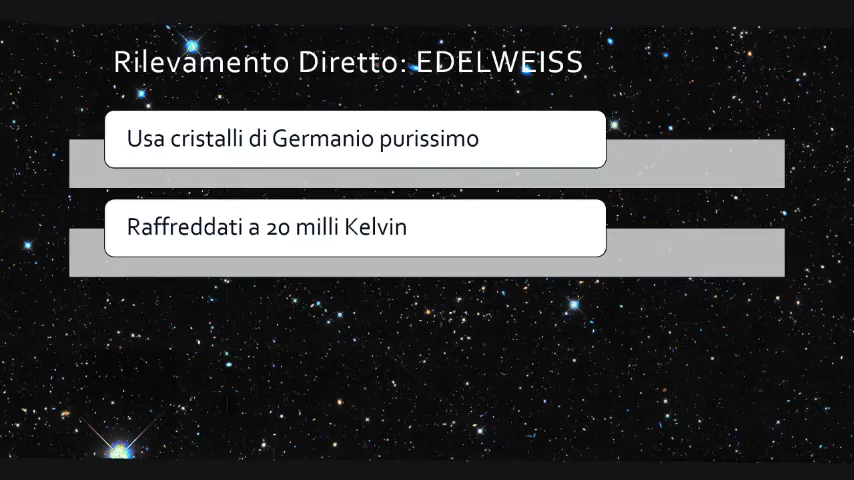 Rilevamento Diretto: EDELWEISS
Usa cristalli di Germanio purissimo
Raffreddati a 20 milli Kelvin